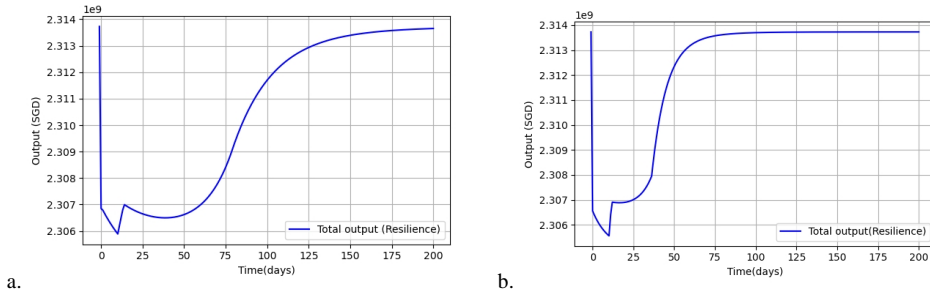 1e9
2.314
2.313
2.312
2.311
2.310
2.309
2.308
2.307
2.306
Output (SGD)
0 25 50 75 100 125 150 175 200
Time(days)
Total output (Resilience)
a.
1e9
2.314
2.313
2.312
2.311
2.310
2.309
2.308
2.307
2.306
Output (SGD)
0 25 50 75 100 125 150 175 200
Time(days)
Total output(Resilience)
b.